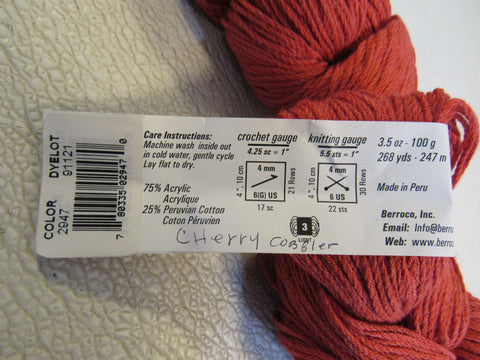 COLOR
2947
DYELOT
91121
7 80335 02947 0
Care Instructions:
Machine wash inside out
in cold water, gentle cycle
Lay flat to dry.
75% Acrylic
Acrylique
25% Peruvian Cotton
Coton Péruvien
crochet gauge
4.25 sc = 1"
4", 10 cm
4 mm
6(G) US
21 Rows
17 sc
knitting gauge
5.5 sts = 1"
4", 10 cm
4 mm
6 US
30 Rows
22 sts
3
LIGHT
3.5 oz - 100 g
268 yds - 247 m
Made in Peru
Berroco, Inc.
Email: Info@berro
Web: www.berroc
CHerry cobbler